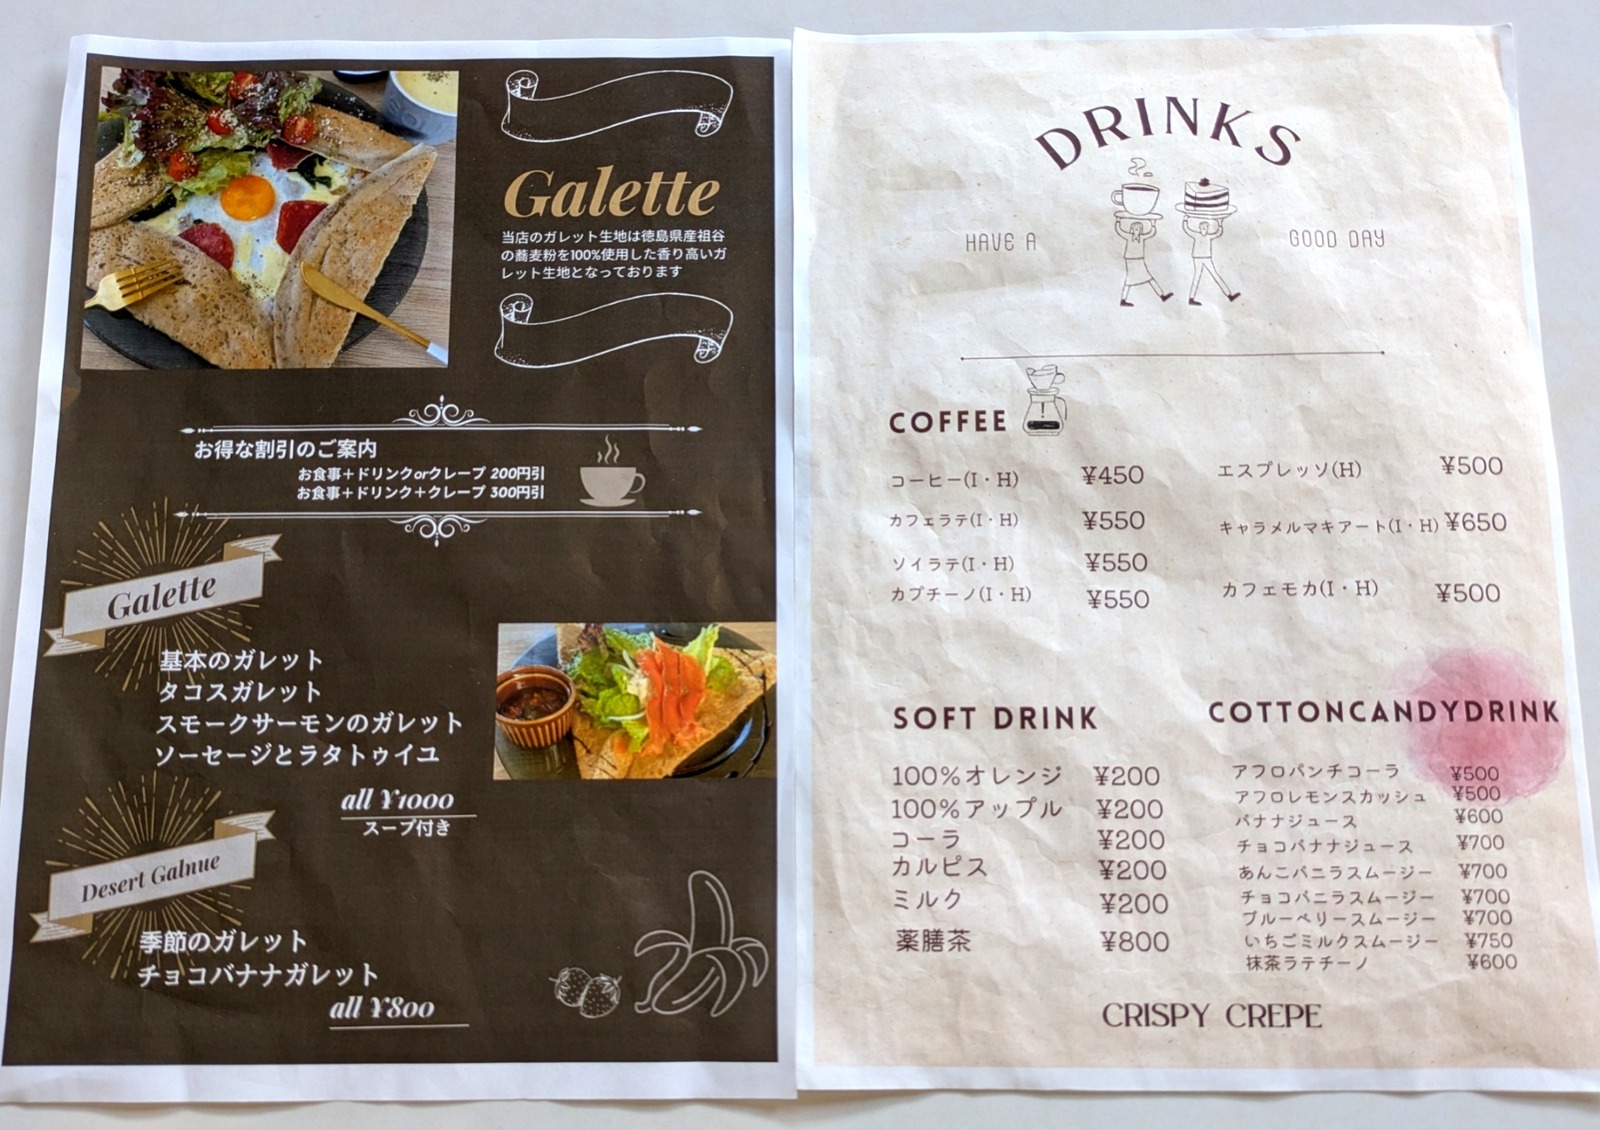 Galette
当店のガレット生地は徳島県産祖谷
の蕎麦粉を100%使用した香り高いガ
レット生地となっております
お得な割引のご案内
お食事+ドリンクorクレープ 200円引
お食事+ドリンク+クレープ 300円引
Galette
基本のガレット
タコスガレット
スモークサーモンのガレット
ソーセージとラタトゥイユ
all ¥1000
スープ付き
Desert Galnue
季節のガレット
チョコバナナガレット
all ¥800
DRINKS
HAVE A GOOD DAY
COFFEE
コーヒー(I・H) ¥450
カフェラテ(I・H) ¥550
ソイラテ(I・H) ¥550
カプチーノ(I・H) ¥550
エスプレッソ(H) ¥500
キャラメルマキアート(I・H) ¥650
カフェモカ(I・H) ¥500
SOFT DRINK
100%オレンジ ¥200
100%アップル ¥200
コーラ ¥200
カルピス ¥200
ミルク ¥200
薬膳茶 ¥800
COTTONCANDYDRINK
アフロパンチコーラ ¥500
アフロレモンスカッシュ ¥500
バナナジュース ¥600
チョコバナナジュース ¥700
あんこバニラスムージー ¥700
チョコバニラスムージー ¥700
ブルーベリースムージー ¥700
いちごミルクスムージー ¥750
抹茶ラテチーノ ¥600
CRISPY CREPE